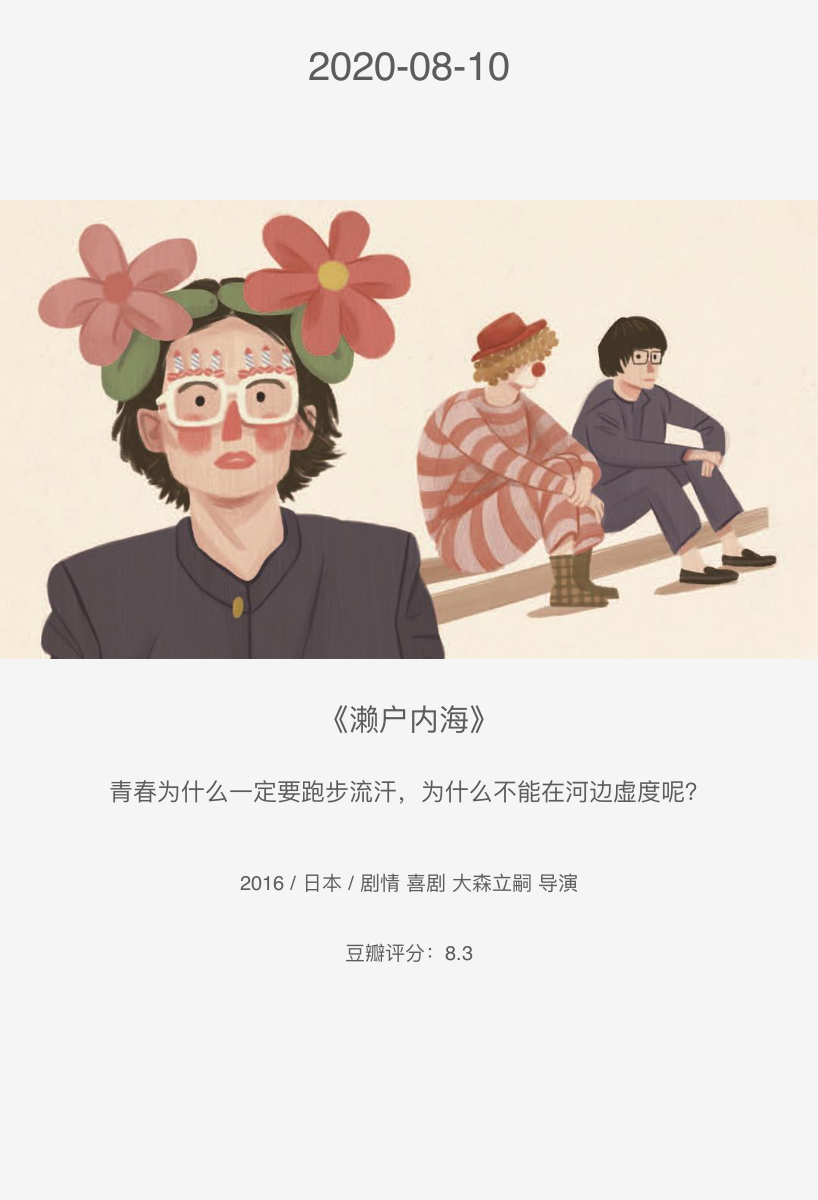 2020-08-10
《濑户内海》
青春为什么一定要跑步流汗，为什么不能在河边虚度呢？
2016 / 日本 / 剧情 喜剧 大森立嗣 导演
豆瓣评分：8.3